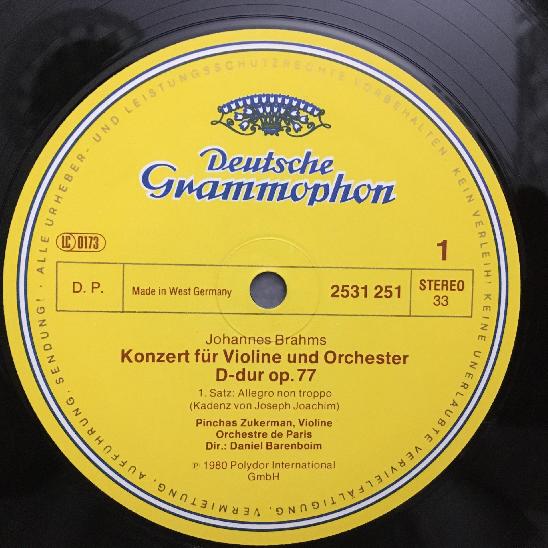 Deutsche
Grammophon
LC 0173
1
D. P.
Made in West Germany
2531 251
STEREO
33
Johannes Brahms
Konzert für Violine und Orchester
D-dur op. 77
1. Satz: Allegro non troppo
(Kadenz von Joseph Joachim)
Pinchas Zukerman, Violine
Orchestre de Paris
Dir.: Daniel Barenboim
℗ 1980 Polydor International
GmbH
· ALLE URHEBER- UND LEISTUNGSSCHUTZRECHTE VORBEHALTEN. KEIN VERLEIH! KEINE UNERLAUBTE VERVIELFÄLTIGUNG, VERMIETUNG, AUFFÜHRUNG, SENDUNG!